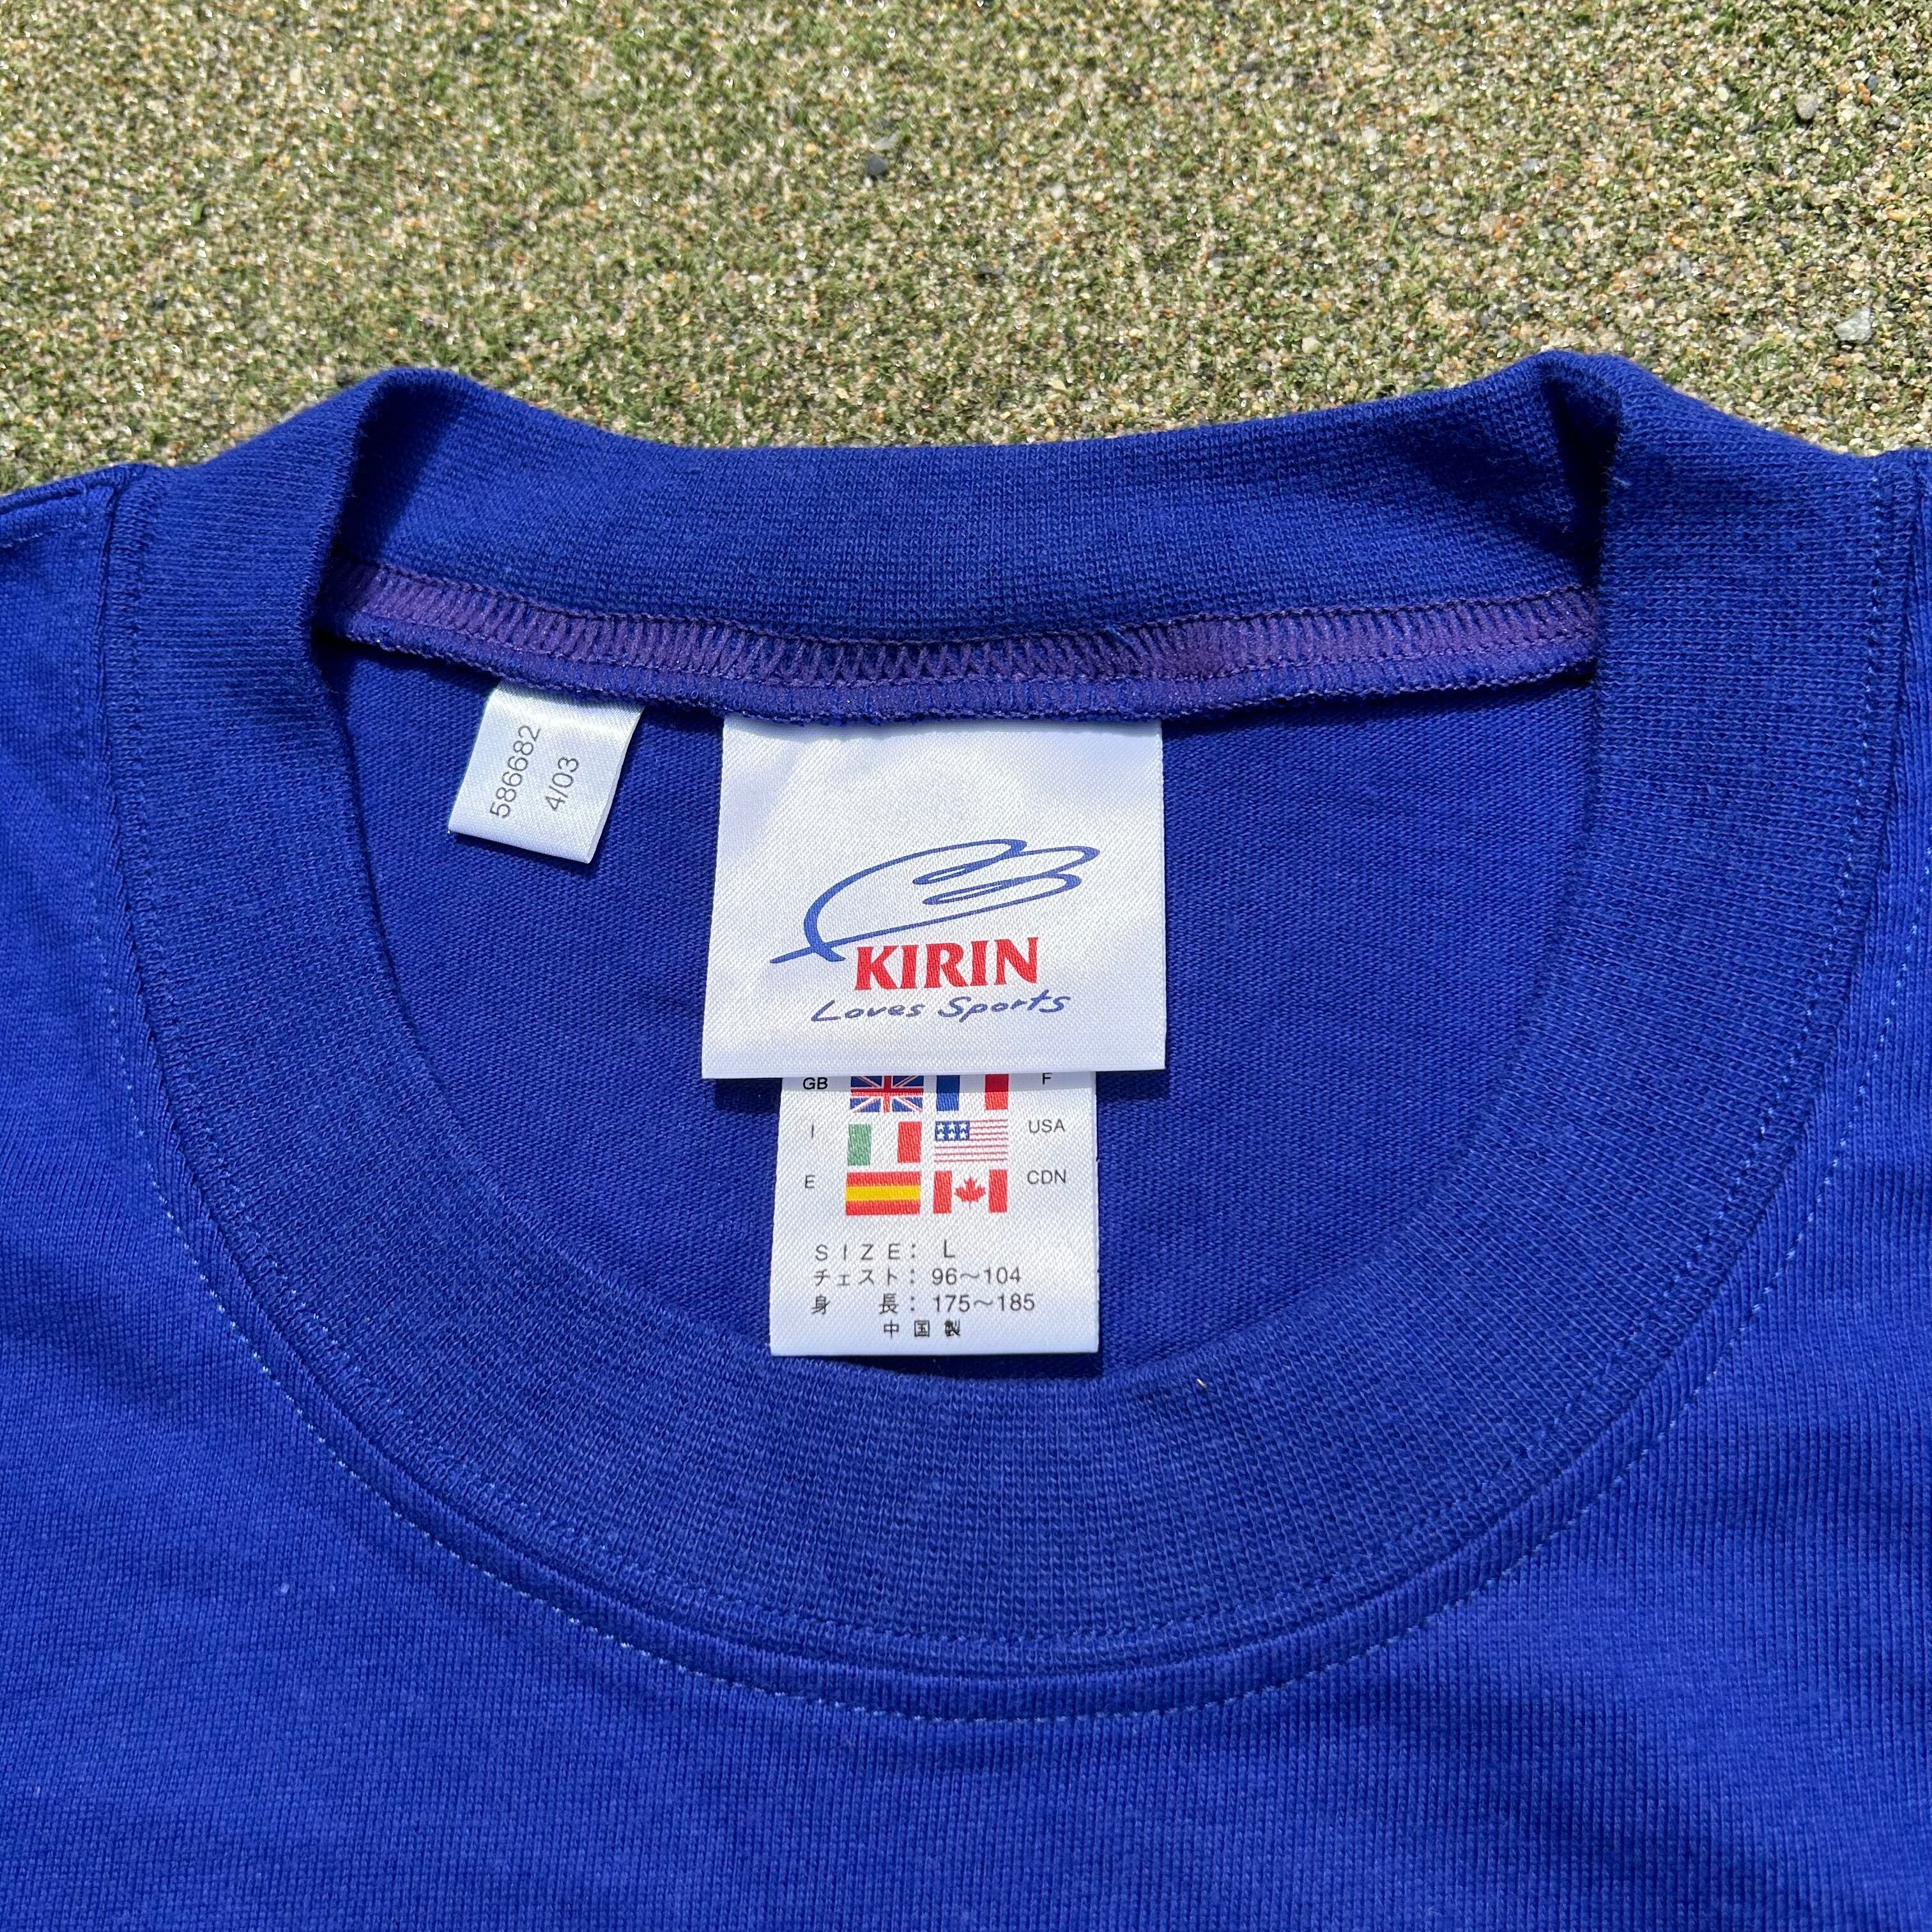 586682
4/03
KIRIN
Loves Sports
GB F
I USA
E CDN
SIZE: L
チェスト: 96～104
身長: 175～185
中国製